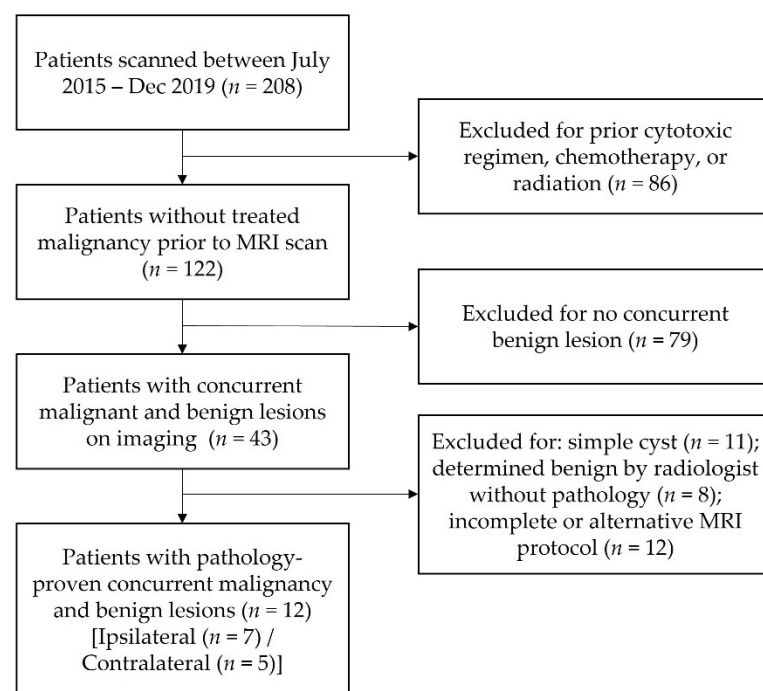 Patients scanned between July
2015 – Dec 2019 (n = 208)
Excluded for prior cytotoxic
regimen, chemotherapy, or
radiation (n = 86)
Patients without treated
malignancy prior to MRI scan
(n = 122)
Excluded for no concurrent
benign lesion (n = 79)
Patients with concurrent
malignant and benign lesions
on imaging (n = 43)
Excluded for: simple cyst (n = 11);
determined benign by radiologist
without pathology (n = 8);
incomplete or alternative MRI
protocol (n = 12)
Patients with pathology-
proven concurrent malignancy
and benign lesions (n = 12)
[Ipsilateral (n = 7) /
Contralateral (n = 5)]